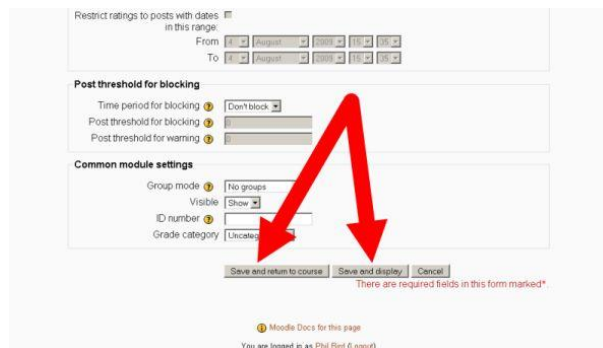 Restrict ratings to posts with dates
in this range:
From 4 August 2009 15 35
To 4 August 2009 15 35
Post threshold for blocking
Time period for blocking Don't block
Post threshold for blocking 0
Post threshold for warning 0
Common module settings
Group mode No groups
Visible Show
ID number
Grade category Uncateg
Save and return to course Save and display Cancel
There are required fields in this form marked*.
Moodle Docs for this page
You are logged in as Phil Bird (Logout)